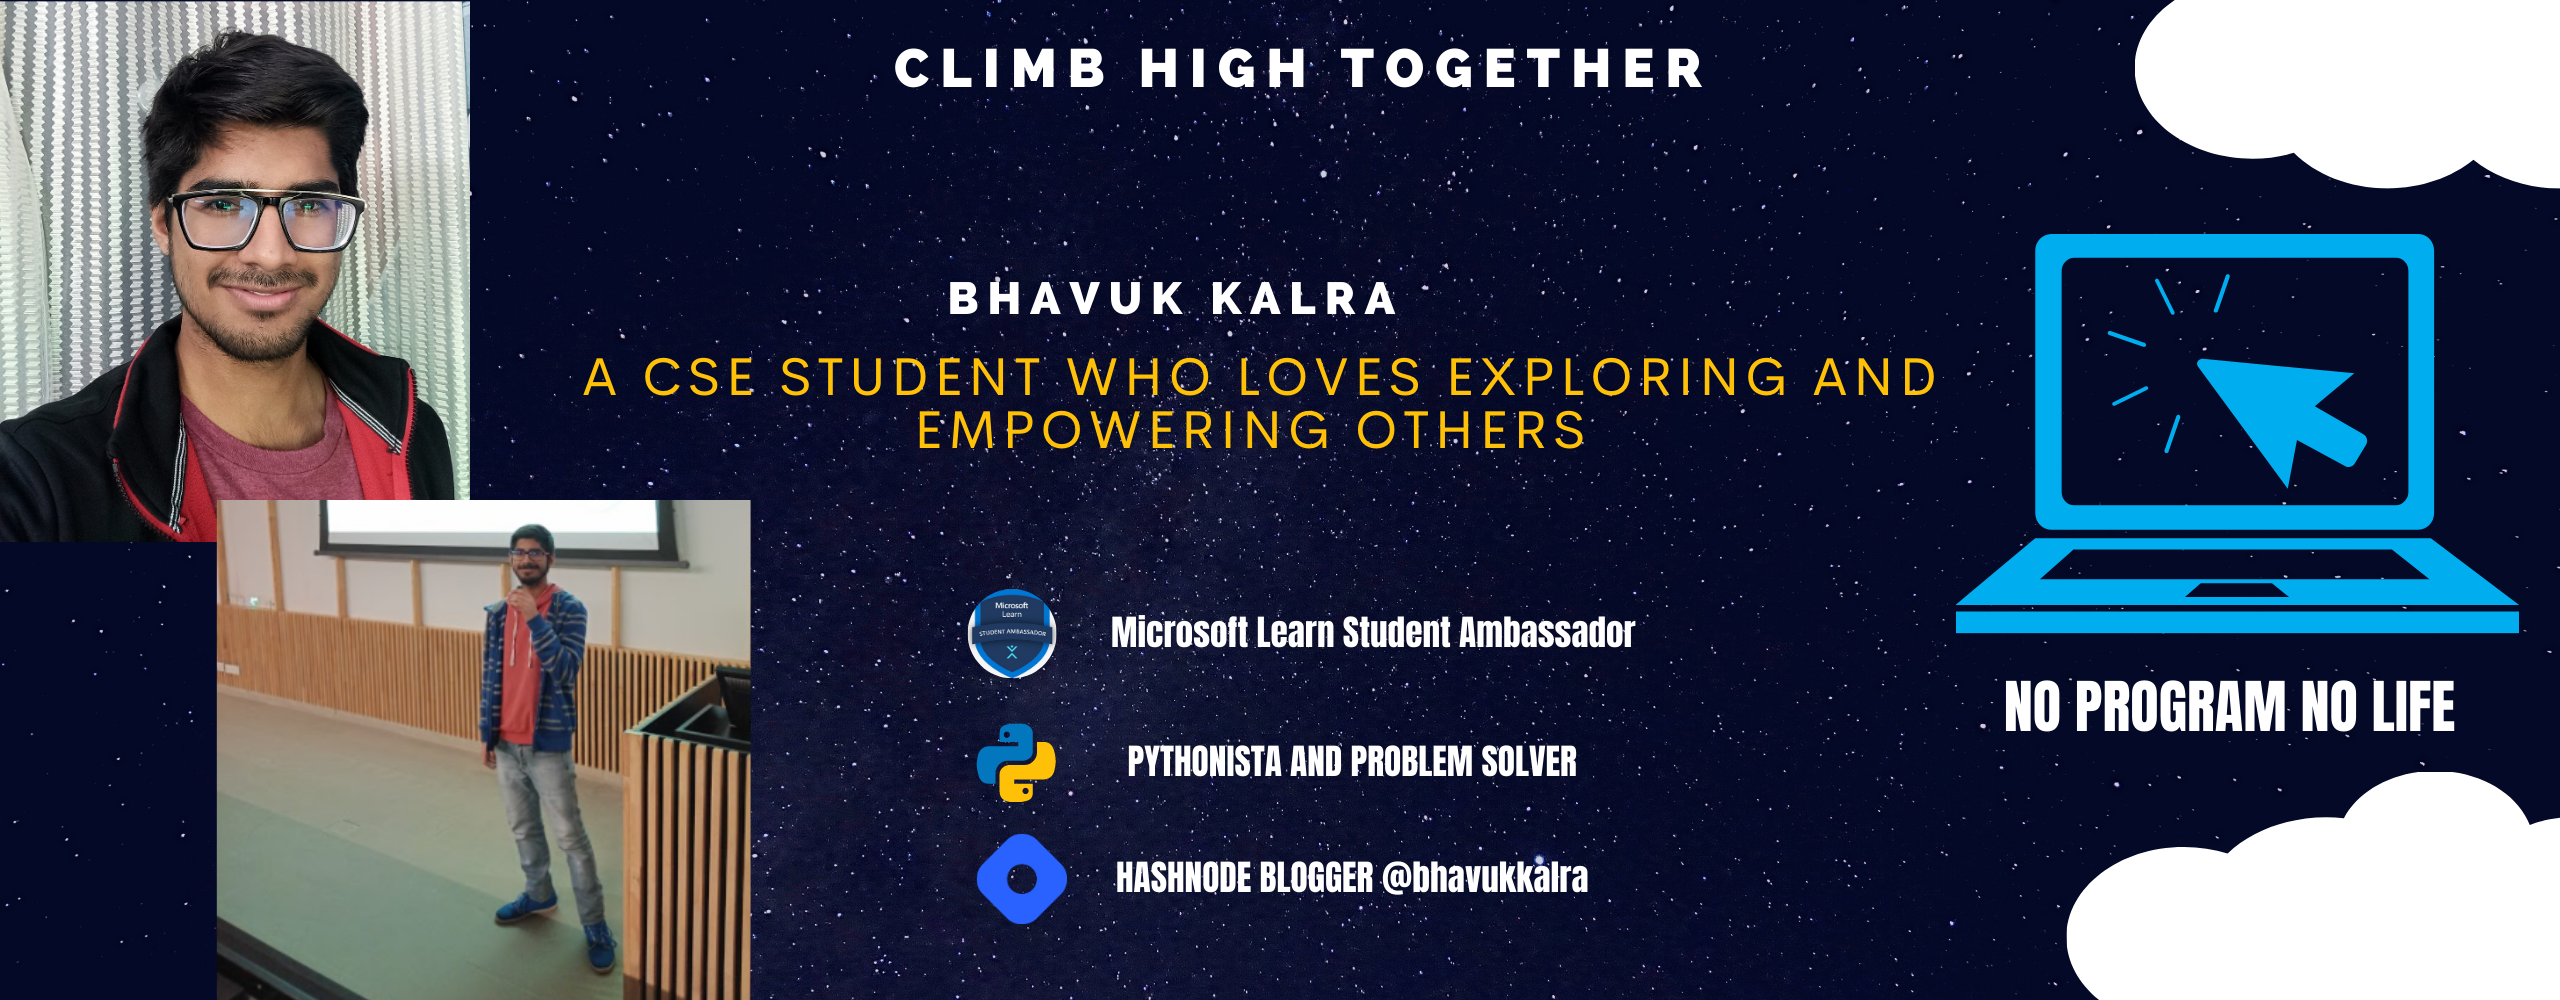 CLIMB HIGH TOGETHER
BHAVUK KALRA
A CSE STUDENT WHO LOVES EXPLORING AND
EMPOWERING OTHERS
Microsoft
Learn
STUDENT AMBASSADOR
Microsoft Learn Student Ambassador
PYTHONISTA AND PROBLEM SOLVER
HASHNODE BLOGGER @bhavukkalra
NO PROGRAM NO LIFE